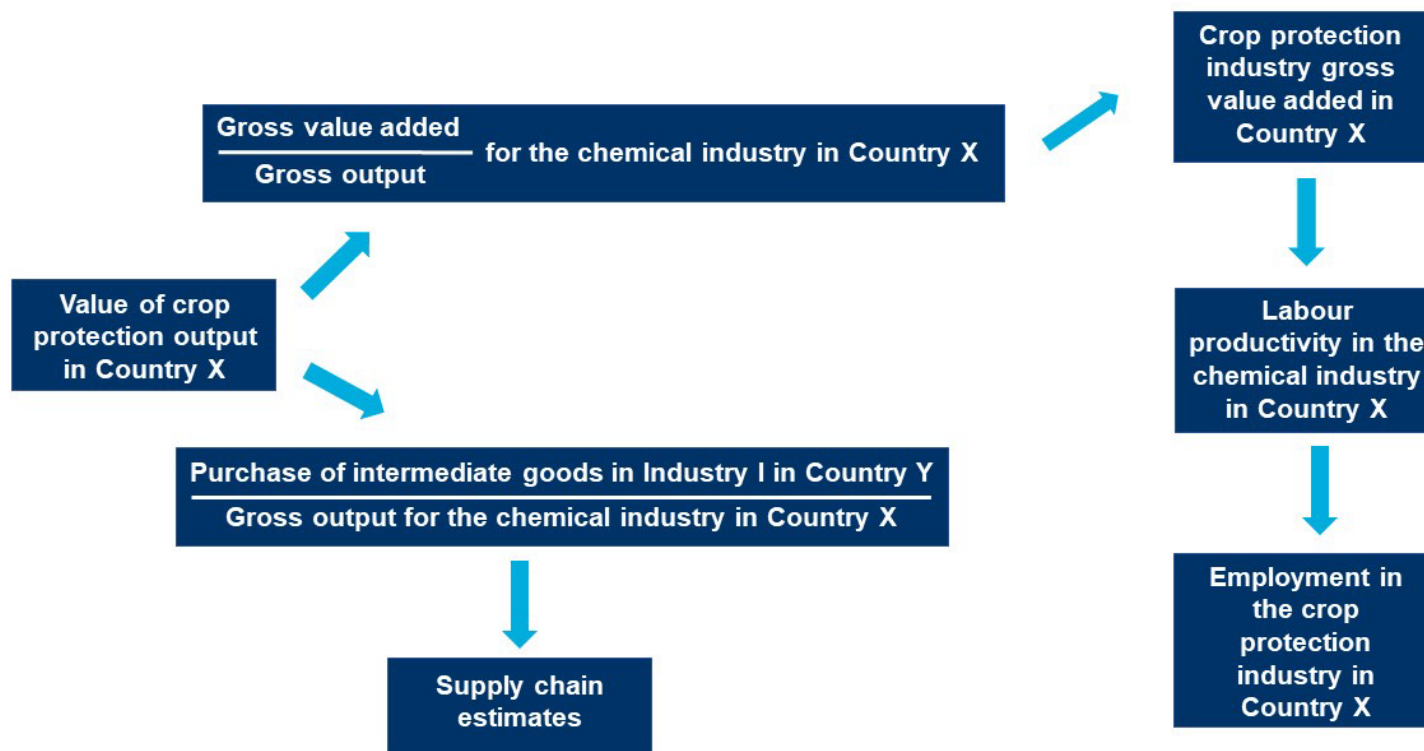 Crop protection
industry gross
value added in
Country X
Gross value added
Gross output
for the chemical industry in Country X
Value of crop
protection output
in Country X
Labour
productivity in the
chemical industry
in Country X
Purchase of intermediate goods in Industry I in Country Y
Gross output for the chemical industry in Country X
Supply chain
estimates
Employment in
the crop
protection
industry in
Country X